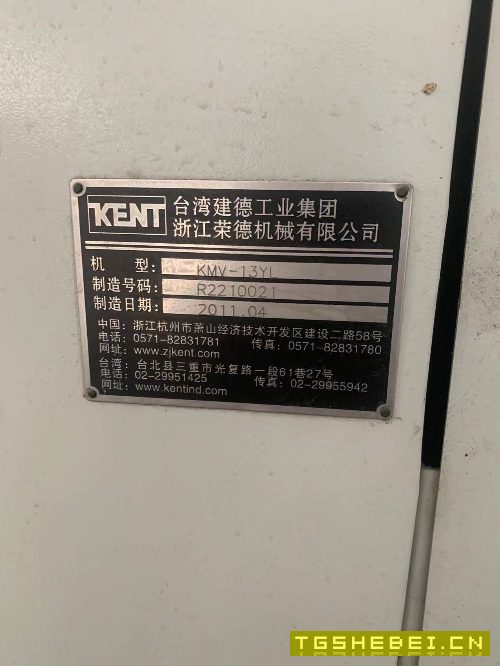 KENT
台湾建德工业集团
浙江荣德机械有限公司
机 型: KMV-13YL
制造号码: R2210021
制造日期: 2011.04
中国: 浙江杭州市萧山经济技术开发区建设二路58号
电话: 0571-82831781 传真: 0571-82831780
网址: www.zjkent.com
台湾: 台北县三重市光复路一段61巷27号
电话: 02-29951425 传真: 02-29955942
网址: www.kentind.com
TGSHEBEI.CN